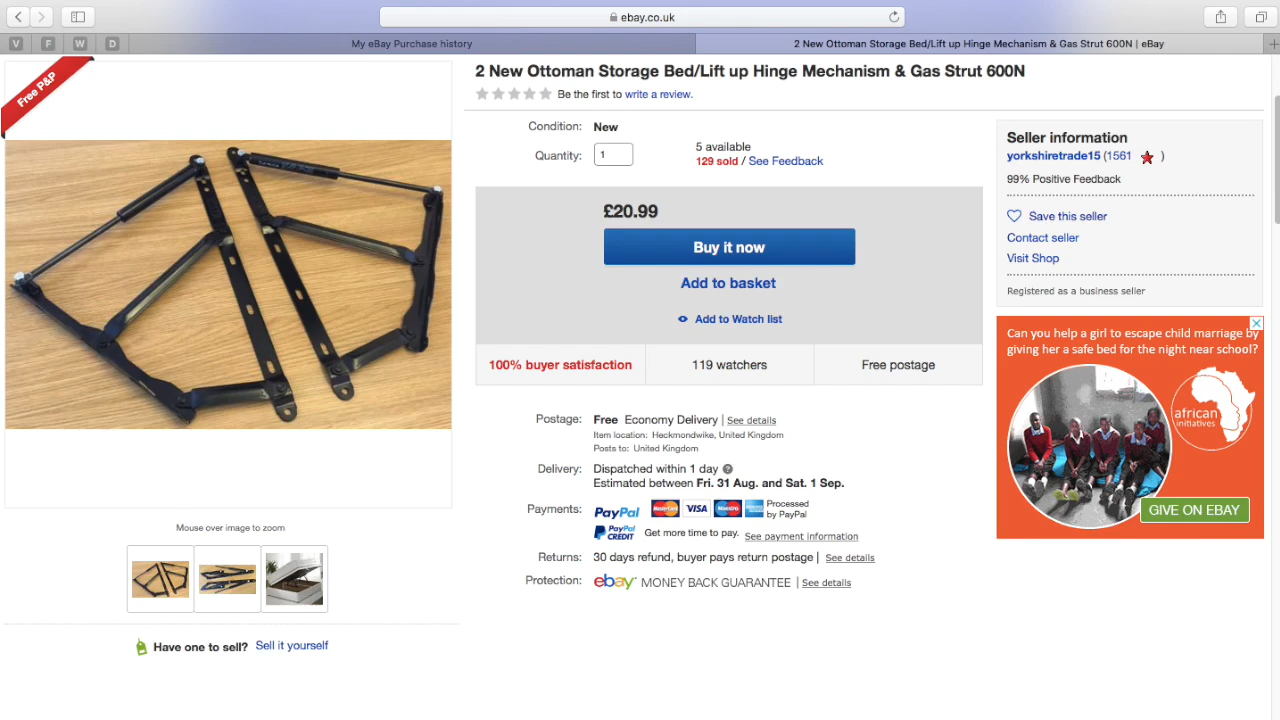 ebay.co.uk
V F W D
My eBay Purchase history
2 New Ottoman Storage Bed/Lift up Hinge Mechanism & Gas Strut 600N | eBay
Free P&P
2 New Ottoman Storage Bed/Lift up Hinge Mechanism & Gas Strut 600N
Be the first to write a review.
Condition: New
Quantity: 1
5 available
129 sold / See Feedback
£20.99
Buy it now
Add to basket
Add to Watch list
100% buyer satisfaction
119 watchers
Free postage
Postage: Free Economy Delivery | See details
Item location: Heckmondwike, United Kingdom
Posts to: United Kingdom
Delivery: Dispatched within 1 day ?
Estimated between Fri. 31 Aug. and Sat. 1 Sep.
Payments: PayPal MasterCard VISA Maestro Processed
by PayPal
PayPal CREDIT Get more time to pay. See payment information
Returns: 30 days refund, buyer pays return postage | See details
Protection: ebay MONEY BACK GUARANTEE | See details
Seller information
yorkshiretrade15 (1561 )
99% Positive Feedback
Save this seller
Contact seller
Visit Shop
Registered as a business seller
Can you help a girl to escape child marriage by
giving her a safe bed for the night near school?
african
initiatives
GIVE ON EBAY
Mouse over image to zoom
Have one to sell? Sell it yourself